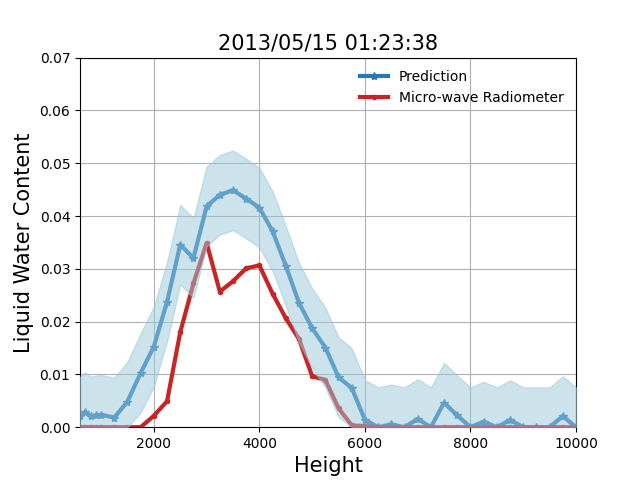 2013/05/15 01:23:38
Prediction
Micro-wave Radiometer
Liquid Water Content
0.07
0.06
0.05
0.04
0.03
0.02
0.01
0.00
2000 4000 6000 8000 10000
Height